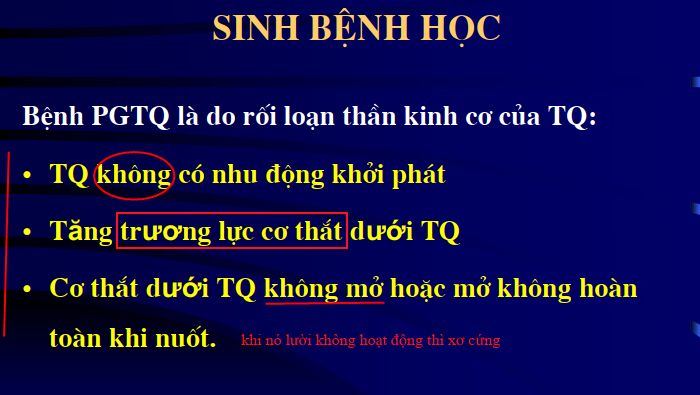 SINH BỆNH HỌC
Bệnh PGTQ là do rối loạn thần kinh cơ của TQ:
• TQ không có nhu động khởi phát
• Tăng trương lực cơ thắt dưới TQ
• Cơ thắt dưới TQ không mở hoặc mở không hoàn
toàn khi nuốt. khi nó lười không hoạt động thì xơ cứng